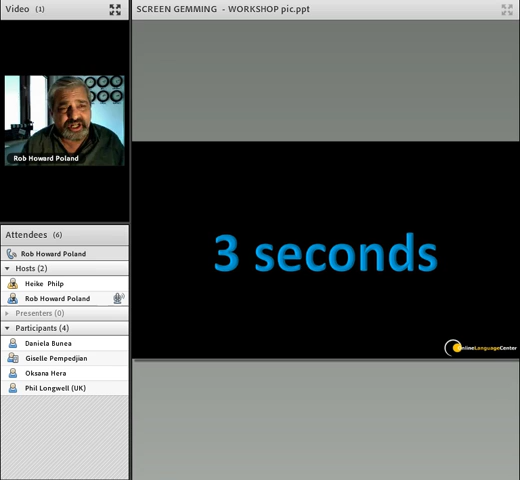 Video (1)
SCREEN GEMMING - WORKSHOP pic.ppt
Rob Howard Poland
Attendees (6)
Rob Howard Poland
Hosts (2)
Heike Philp
Rob Howard Poland
Presenters (0)
Participants (4)
Daniela Bunea
Giselle Pempedjian
Oksana Hera
Phil Longwell (UK)
3 seconds
OnlineLanguageCenter